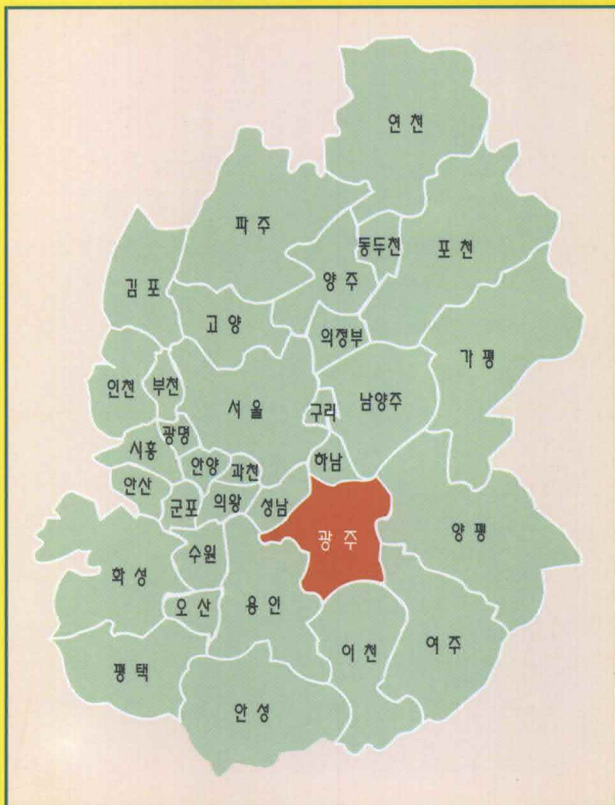 연 천
파 주
동두천
포 천
양 주
김 포
고 양
의정부
가 평
인천
부천
서 울
구리
남양주
광명
시흥
안양
과천
하남
안산
군포
의왕
성남
광 주
양 평
수원
화 성
오 산
용 인
이 천
여 주
평 택
안 성